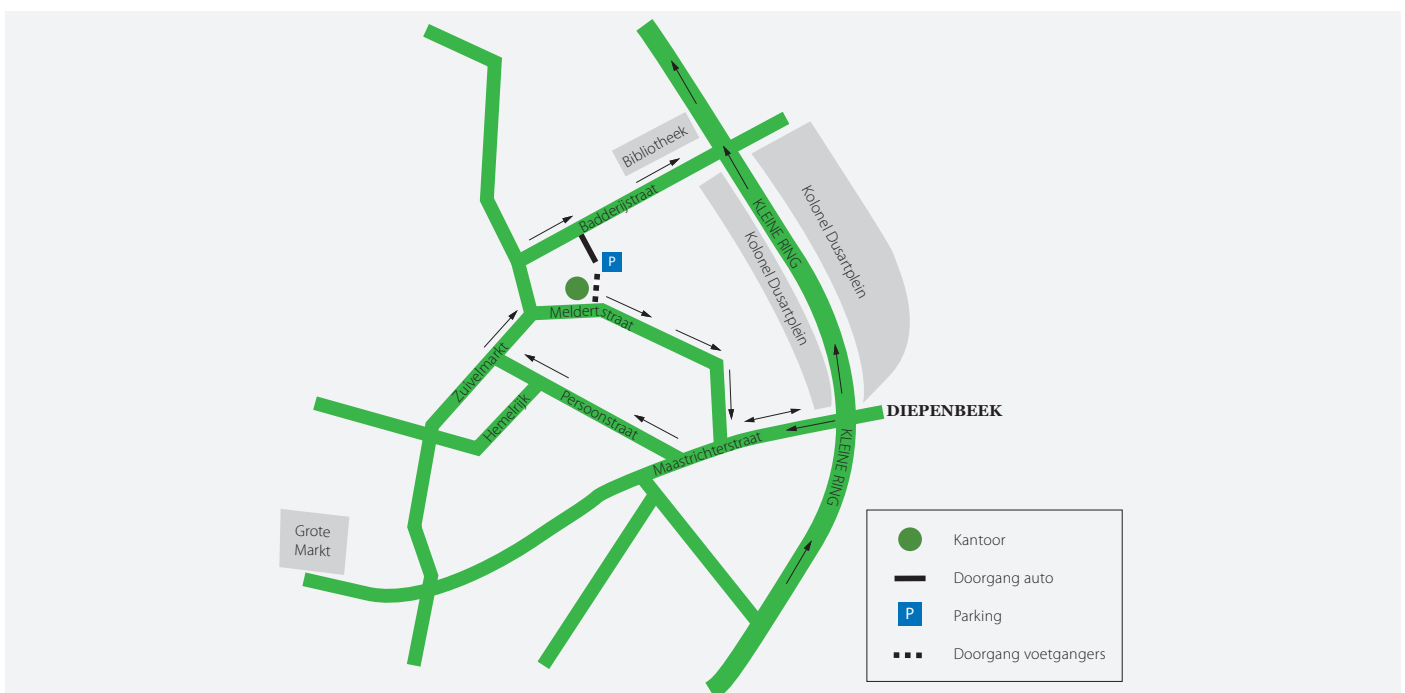 Bibliotheek
Badderijstraat
Kolonel Dusartplein
KLEINE RING
Kolonel Dusartplein
P
Meldertstraat
Zuivelmarkt
Hemelrijk
Persoonstraat
Maastrichterstraat
DIEPENBEEK
KLEINE RING
Grote
Markt
Kantoor
Doorgang auto
P
Parking
Doorgang voetgangers